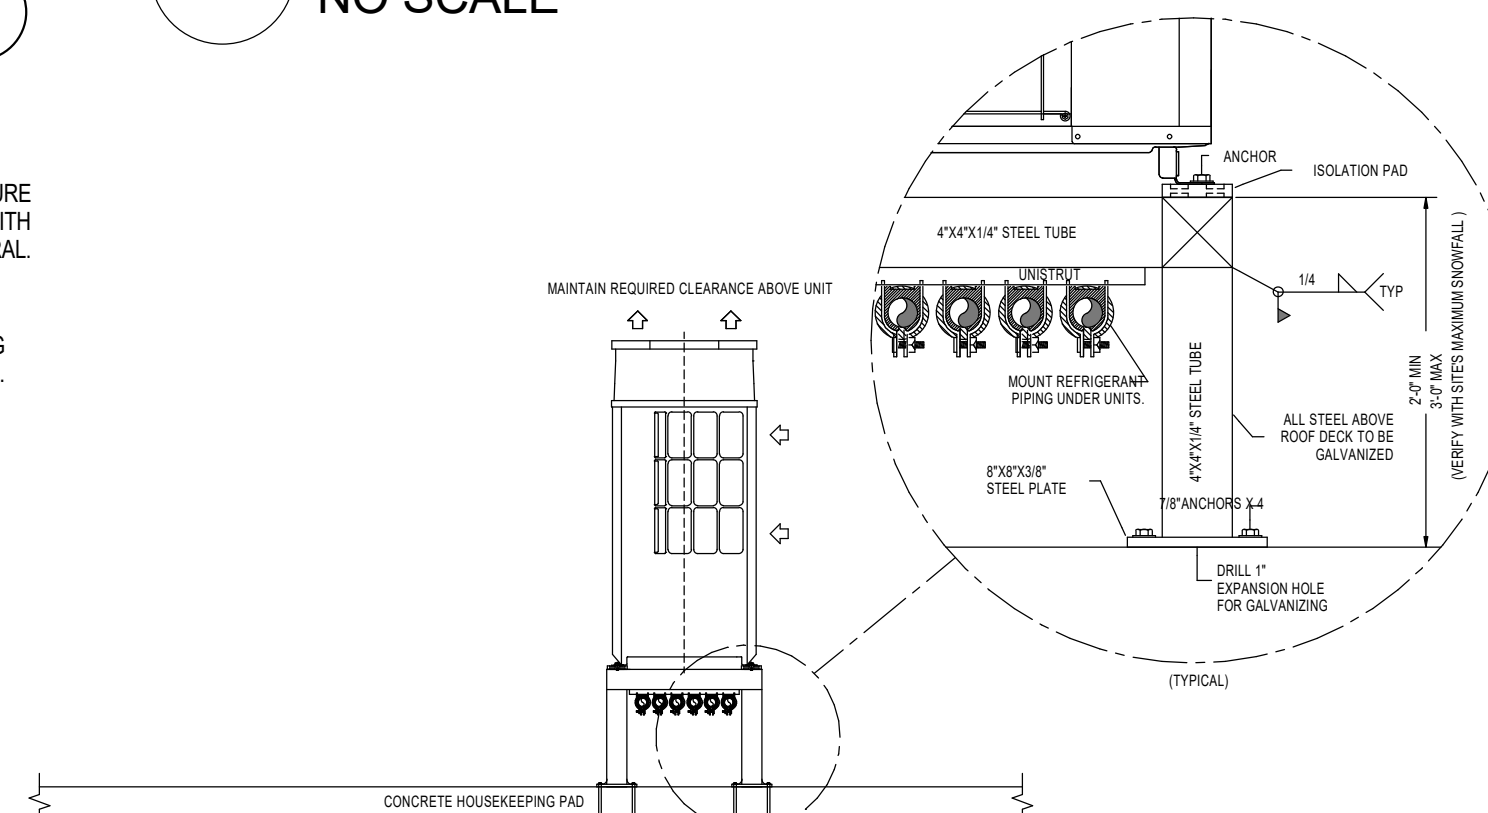 NO SCALE
URE
ITH
RAL.
G
.
MAINTAIN REQUIRED CLEARANCE ABOVE UNIT
CONCRETE HOUSEKEEPING PAD
ANCHOR
ISOLATION PAD
4"X4"X1/4" STEEL TUBE
UNISTRUT
1/4
TYP
MOUNT REFRIGERANT
PIPING UNDER UNITS.
4"X4"X1/4" STEEL TUBE
2'-0" MIN
3'-0" MAX
(VERIFY WITH SITE'S MAXIMUM SNOWFALL )
ALL STEEL ABOVE
ROOF DECK TO BE
GALVANIZED
8"X8"X3/8"
STEEL PLATE
7/8"ANCHORS X 4
DRILL 1"
EXPANSION HOLE
FOR GALVANIZING
(TYPICAL)